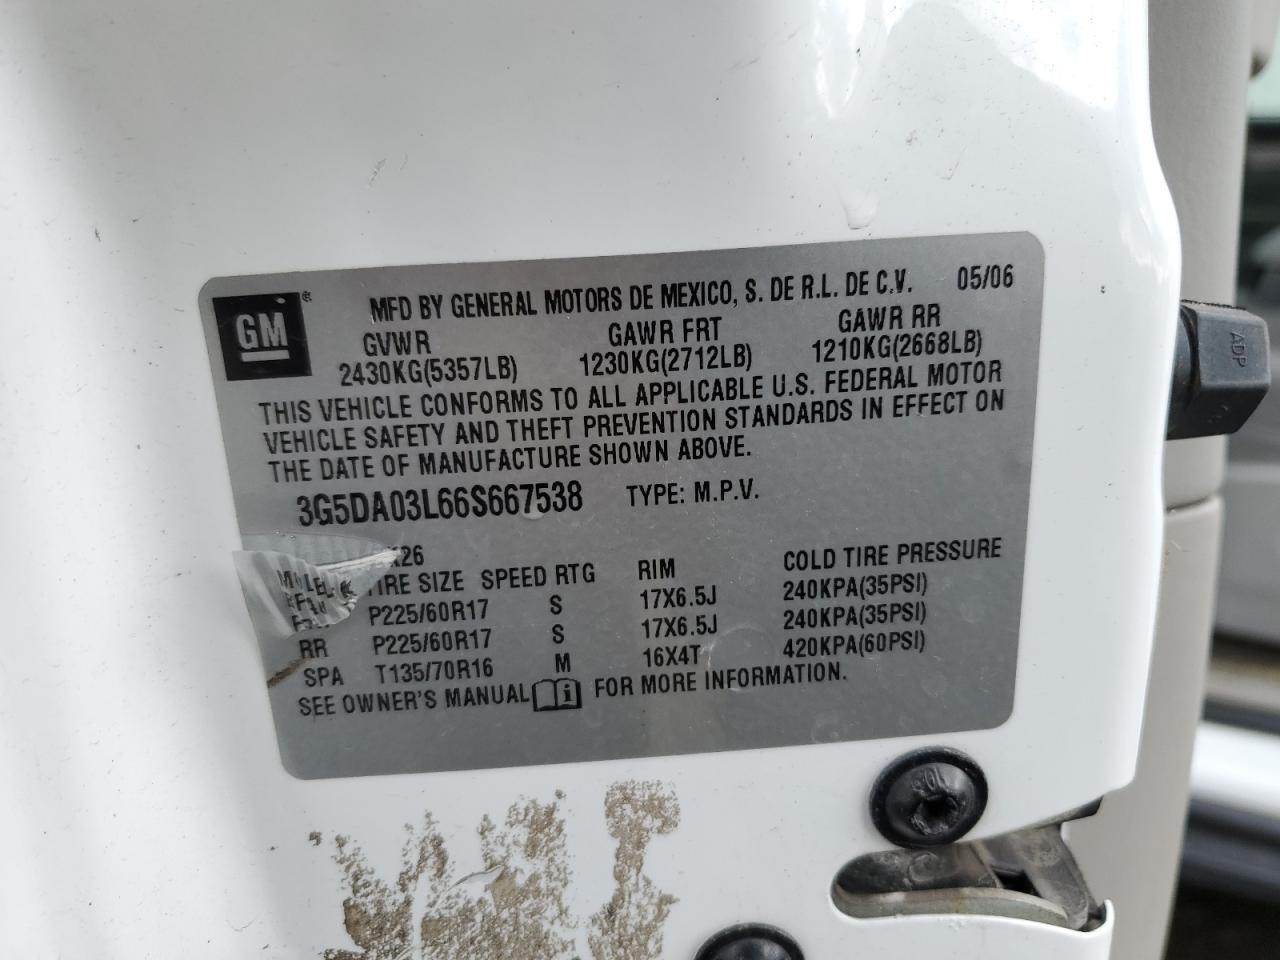 GM
®
MFD BY GENERAL MOTORS DE MEXICO, S. DE R.L. DE C.V. 05/06
GVWR GAWR FRT GAWR RR
2430KG(5357LB) 1230KG(2712LB) 1210KG(2668LB)
THIS VEHICLE CONFORMS TO ALL APPLICABLE U.S. FEDERAL MOTOR
VEHICLE SAFETY AND THEFT PREVENTION STANDARDS IN EFFECT ON
THE DATE OF MANUFACTURE SHOWN ABOVE.
3G5DA03L66S667538 TYPE: M.P.V.
X26
TIRE SIZE SPEED RTG RIM COLD TIRE PRESSURE
P225/60R17 S 17X6.5J 240KPA(35PSI)
RR P225/60R17 S 17X6.5J 240KPA(35PSI)
SPA T135/70R16 M 16X4T 420KPA(60PSI)
SEE OWNER'S MANUAL i FOR MORE INFORMATION.
ADP